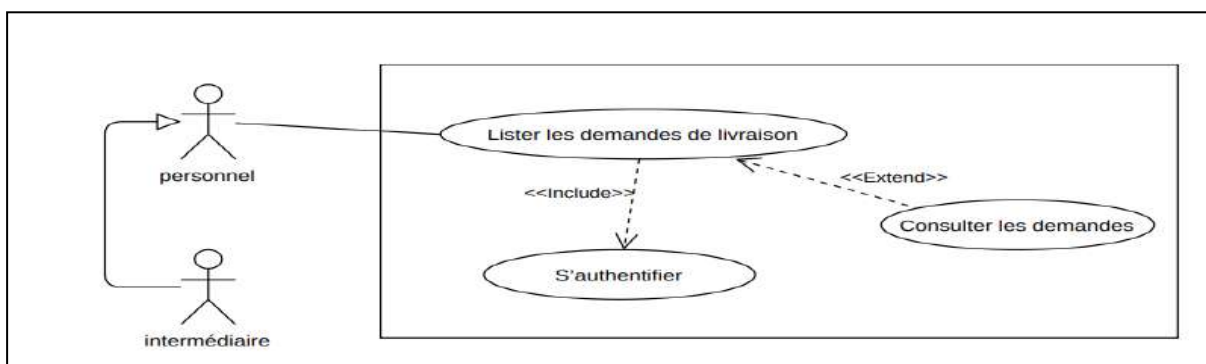 Lister les demandes de livraison
personnel
<<Include>>
<<Extend>>
Consulter les demandes
S'authentifier
intermédiaire